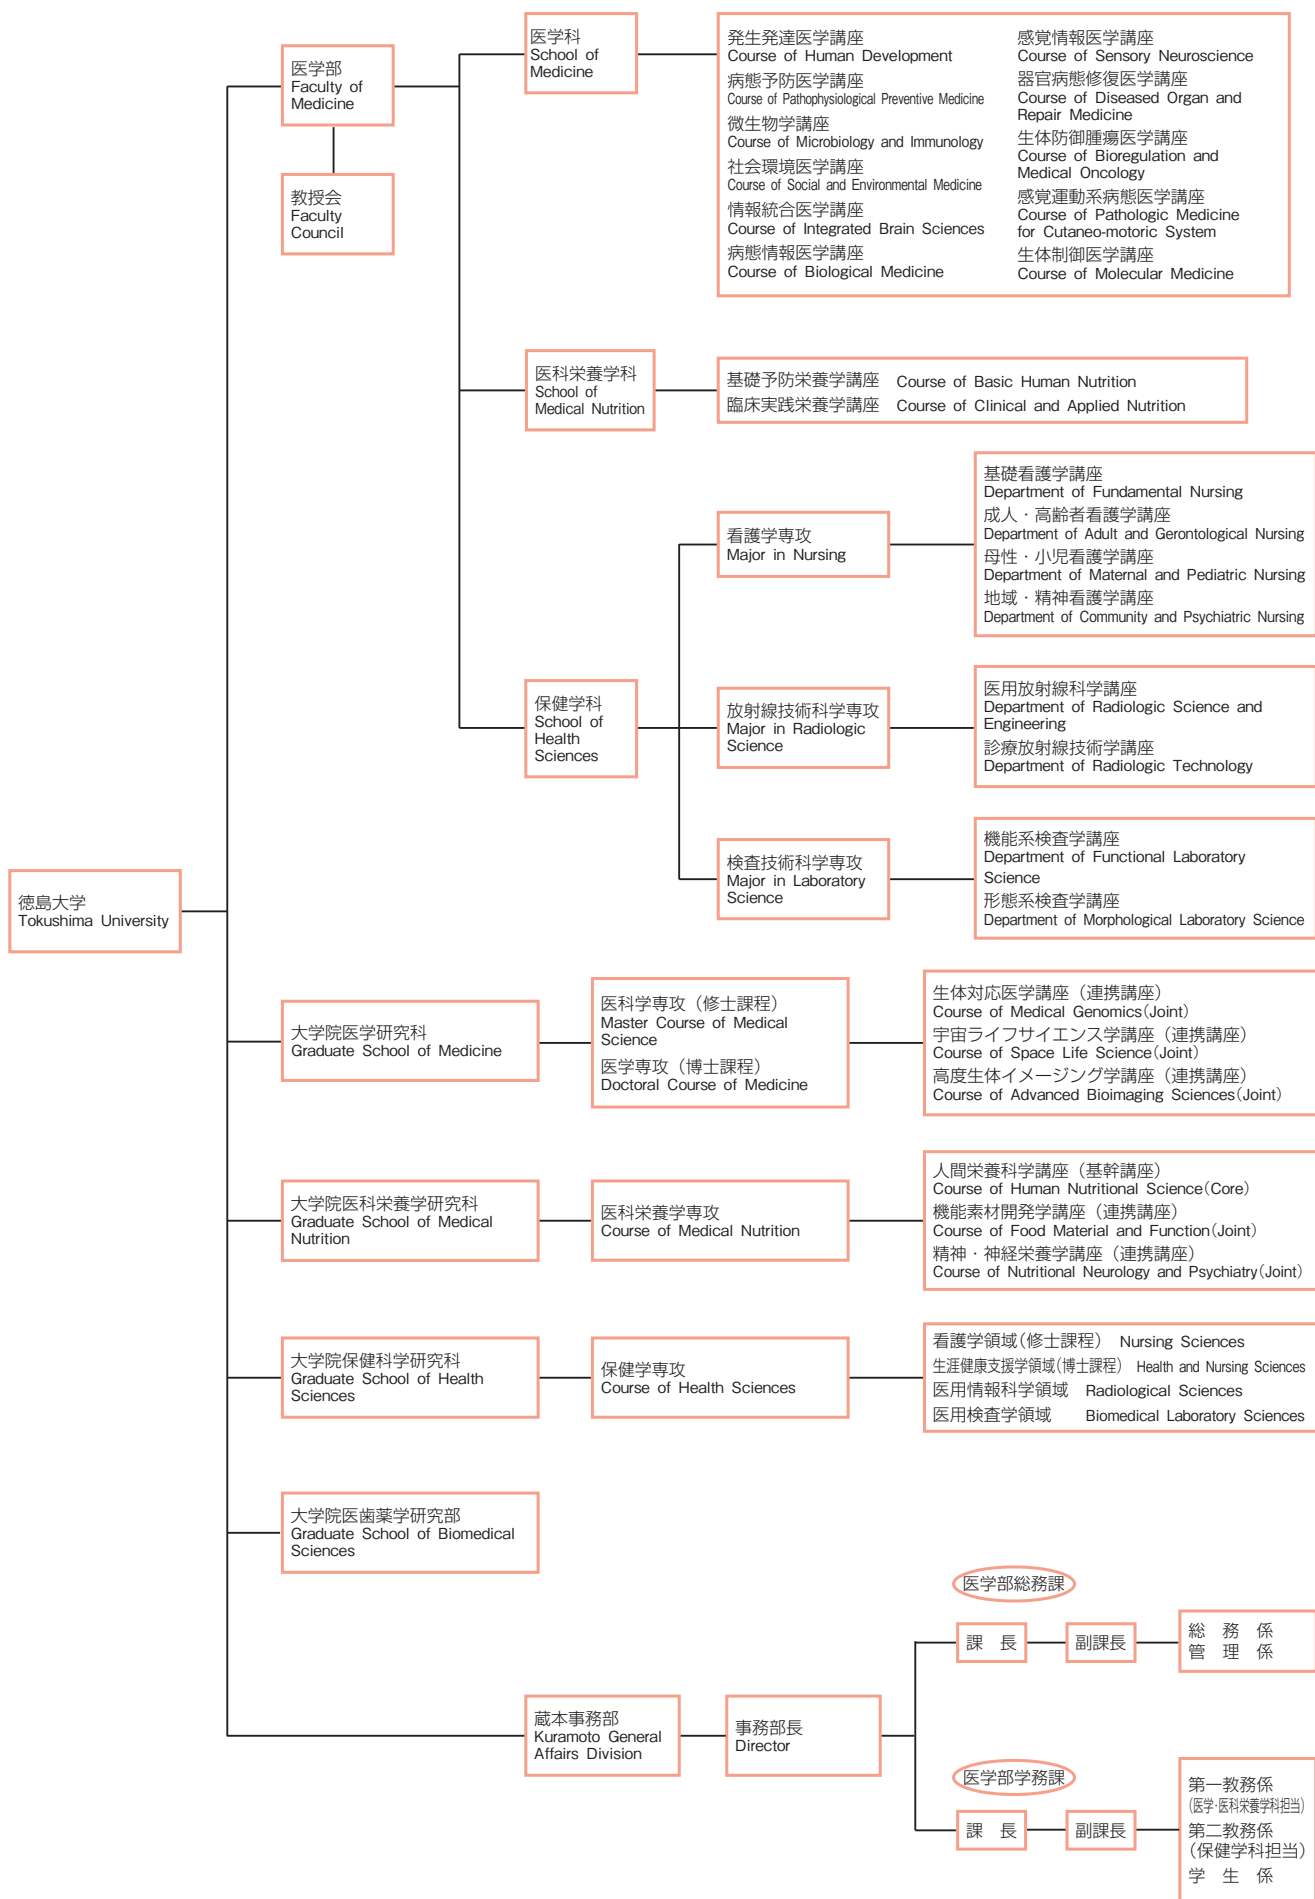 徳島大学
Tokushima University
医学部
Faculty of
Medicine
教授会
Faculty
Council
医学科
School of
Medicine
発生発達医学講座
Course of Human Development
病態予防医学講座
Course of Pathophysiological Preventive Medicine
微生物学講座
Course of Microbiology and Immunology
社会環境医学講座
Course of Social and Environmental Medicine
情報統合医学講座
Course of Integrated Brain Sciences
病態情報医学講座
Course of Biological Medicine
感覚情報医学講座
Course of Sensory Neuroscience
器官病態修復医学講座
Course of Diseased Organ and
Repair Medicine
生体防御腫瘍医学講座
Course of Bioregulation and
Medical Oncology
感覚運動系病態医学講座
Course of Pathologic Medicine
for Cutaneo-motoric System
生体制御医学講座
Course of Molecular Medicine
医科栄養学科
School of
Medical Nutrition
基礎予防栄養学講座 Course of Basic Human Nutrition
臨床実践栄養学講座 Course of Clinical and Applied Nutrition
保健学科
School of
Health
Sciences
看護学専攻
Major in Nursing
基礎看護学講座
Department of Fundamental Nursing
成人・高齢者看護学講座
Department of Adult and Gerontological Nursing
母性・小児看護学講座
Department of Maternal and Pediatric Nursing
地域・精神看護学講座
Department of Community and Psychiatric Nursing
放射線技術科学専攻
Major in Radiologic
Science
医用放射線科学講座
Department of Radiologic Science and
Engineering
診療放射線技術学講座
Department of Radiologic Technology
検査技術科学専攻
Major in Laboratory
Science
機能系検査学講座
Department of Functional Laboratory
Science
形態系検査学講座
Department of Morphological Laboratory Science
大学院医学研究科
Graduate School of Medicine
医科学専攻（修士課程）
Master Course of Medical
Science
医学専攻（博士課程）
Doctoral Course of Medicine
生体対応医学講座（連携講座）
Course of Medical Genomics(Joint)
宇宙ライフサイエンス学講座（連携講座）
Course of Space Life Science(Joint)
高度生体イメージング学講座（連携講座）
Course of Advanced Bioimaging Sciences(Joint)
大学院医科栄養学研究科
Graduate School of Medical
Nutrition
医科栄養学専攻
Course of Medical Nutrition
人間栄養科学講座（基幹講座）
Course of Human Nutritional Science(Core)
機能素材開発学講座（連携講座）
Course of Food Material and Function(Joint)
精神・神経栄養学講座（連携講座）
Course of Nutritional Neurology and Psychiatry(Joint)
大学院保健科学研究科
Graduate School of Health
Sciences
保健学専攻
Course of Health Sciences
看護学領域(修士課程) Nursing Sciences
生涯健康支援学領域(博士課程) Health and Nursing Sciences
医用情報科学領域 Radiological Sciences
医用検査学領域 Biomedical Laboratory Sciences
大学院医歯薬学研究部
Graduate School of Biomedical
Sciences
蔵本事務部
Kuramoto General
Affairs Division
事務部長
Director
医学部総務課
課 長
副課長
総 務 係
管 理 係
医学部学務課
課 長
副課長
第一教務係
(医学・医科栄養学科担当)
第二教務係
(保健学科担当)
学 生 係